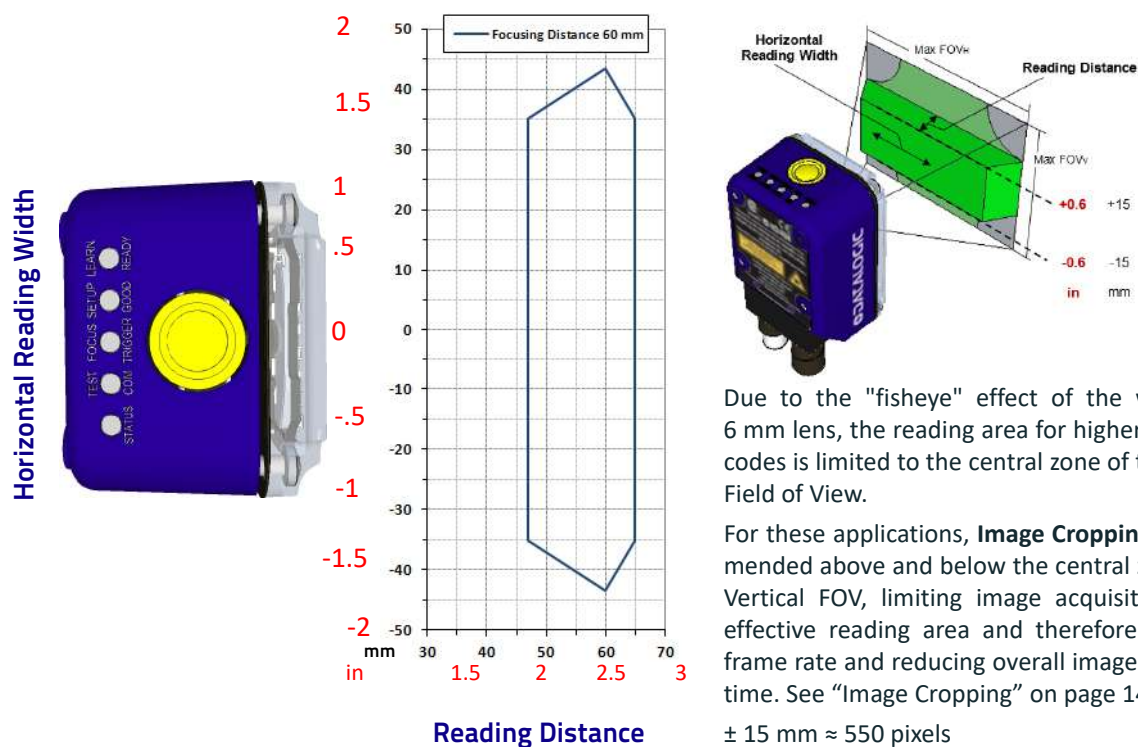 Horizontal Reading Width
TEST FOCUS SETUP LEARN
STATUS COM TRIGGER GOOD READY
2
1.5
1
.5
0
-.5
-1
-1.5
-2
50
40
30
20
10
0
-10
-20
-30
-40
-50
Focusing Distance 60 mm
mm 30 40 50 60 70
in 1.5 2 2.5 3
Reading Distance
Horizontal
Reading Width
Max FOVH
Reading Distance
Max FOVV
+0.6 +15
-0.6 -15
in mm
DATALOGIC
Due to the "fisheye" effect of the
6 mm lens, the reading area for higher
codes is limited to the central zone of
Field of View.
For these applications, Image Croppin
mended above and below the central
Vertical FOV, limiting image acquisit
effective reading area and therefore
frame rate and reducing overall image
time. See “Image Cropping” on page 14
± 15 mm ≈ 550 pixels